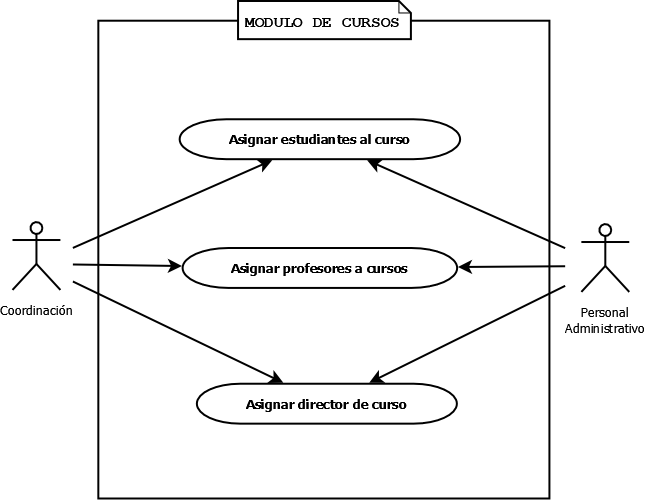 MODULO DE CURSOS
Asignar estudiantes al curso
Asignar profesores a cursos
Coordinación
Personal
Administrativo
Asignar director de curso